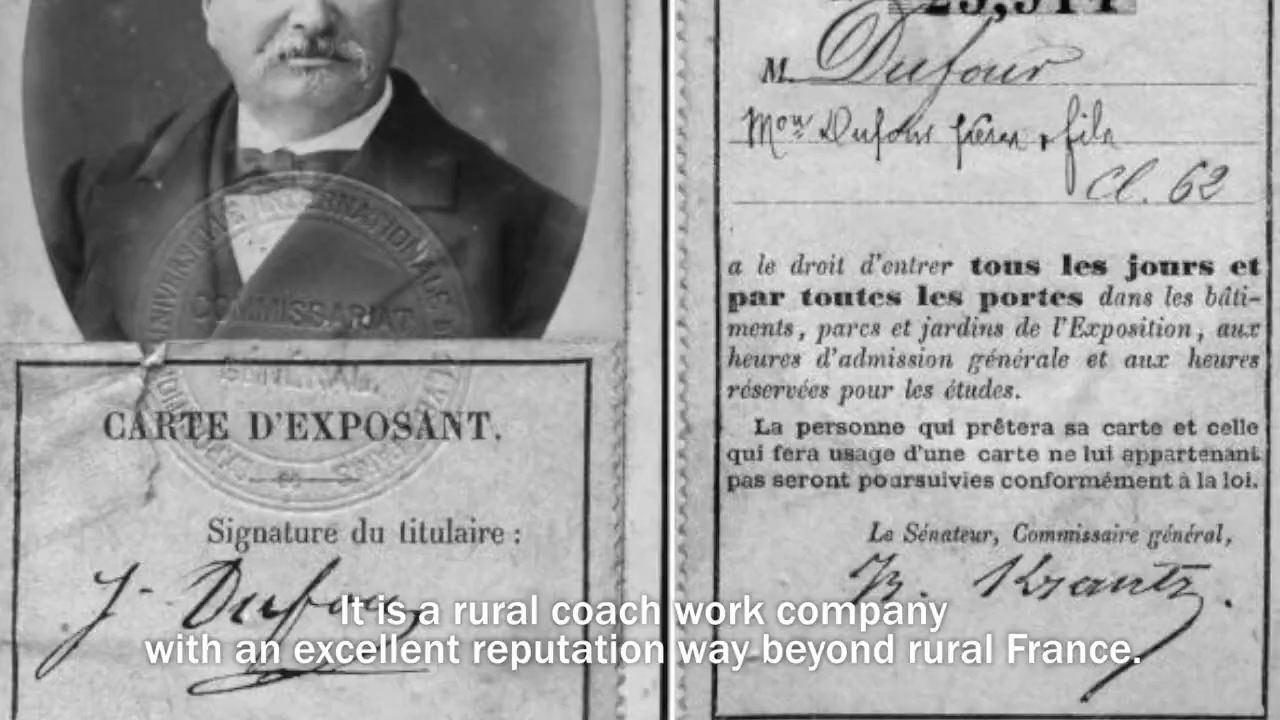 UNIVERSELLE INTERNATIONALE
COMMISSARIAT
GÉNÉRAL.
CARTE D'EXPOSANT.
Signature du titulaire :
J. Dufour
M. Dufour
Mon Dufour frères & fils
Cl. 62
a le droit d'entrer tous les jours et
par toutes les portes dans les bâti-
ments, parcs et jardins de l'Exposition, aux
heures d'admission générale et aux heures
réservées pour les études.
La personne qui prêtera sa carte et celle
qui fera usage d'une carte ne lui appartenant
pas seront poursuivies conformément à la loi.
Le Sénateur, Commissaire général,
Krantz.
It is a rural coach work company
with an excellent reputation way beyond rural France.